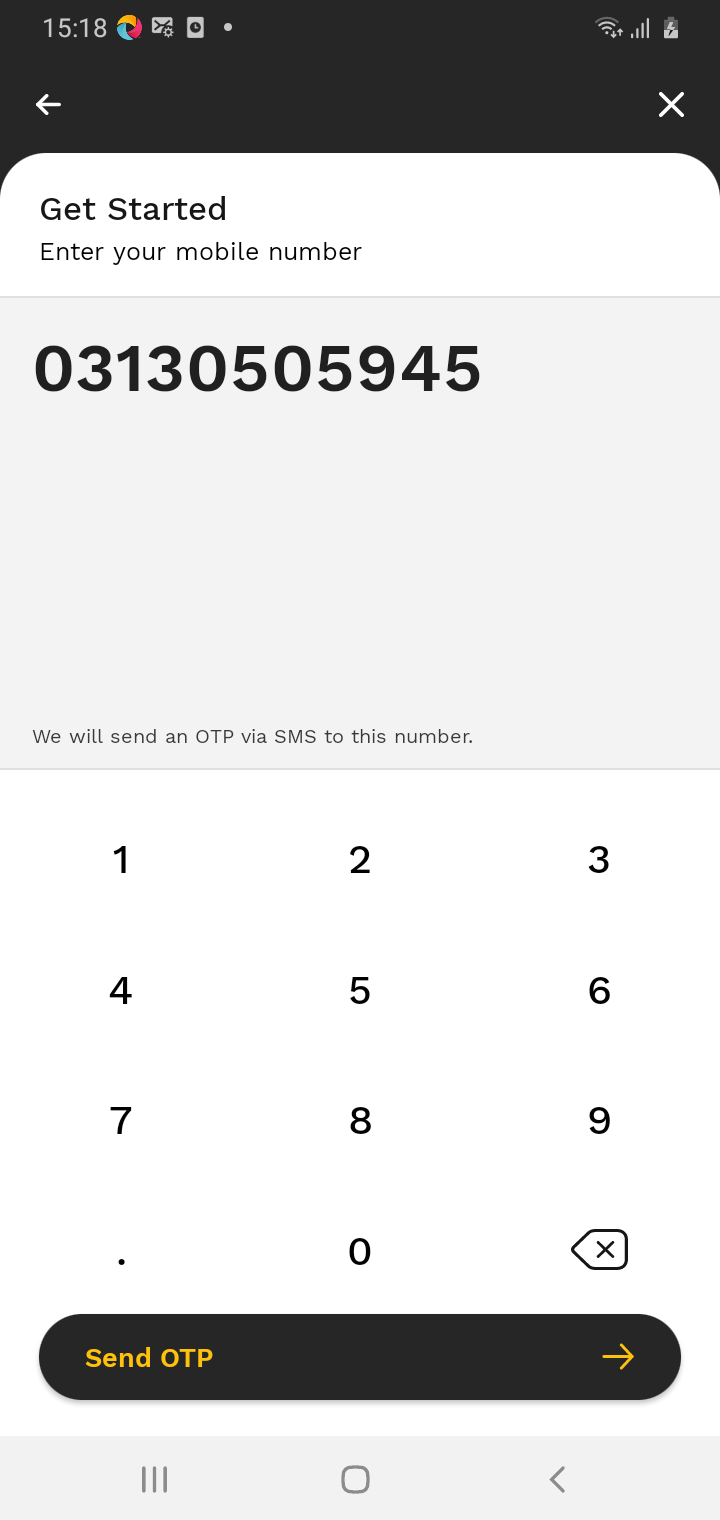 15:18
Get Started
Enter your mobile number
03130505945
We will send an OTP via SMS to this number.
1 2 3
4 5 6
7 8 9
. 0
Send OTP